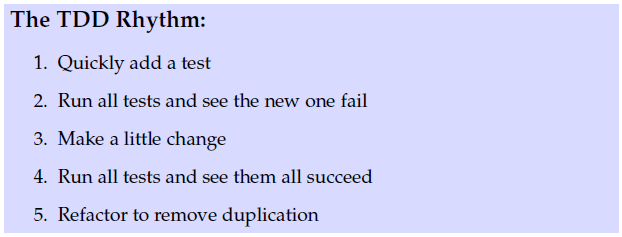 The TDD Rhythm:
1. Quickly add a test
2. Run all tests and see the new one fail
3. Make a little change
4. Run all tests and see them all succeed
5. Refactor to remove duplication